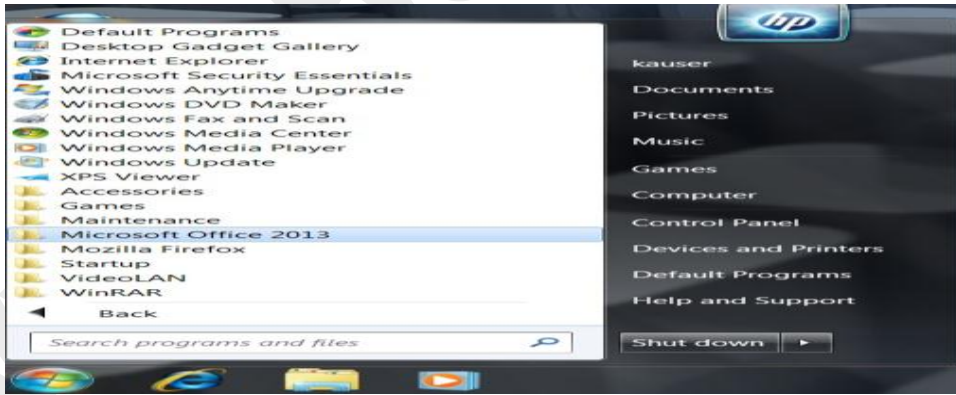 Default Programs
Desktop Gadget Gallery
Internet Explorer
Microsoft Security Essentials
Windows Anytime Upgrade
Windows DVD Maker
Windows Fax and Scan
Windows Media Center
Windows Media Player
Windows Update
XPS Viewer
Accessories
Games
Maintenance
Microsoft Office 2013
Mozilla Firefox
Startup
VideoLAN
WinRAR
Back
Search programs and files
hp
kauser
Documents
Pictures
Music
Games
Computer
Control Panel
Devices and Printers
Default Programs
Help and Support
Shut down